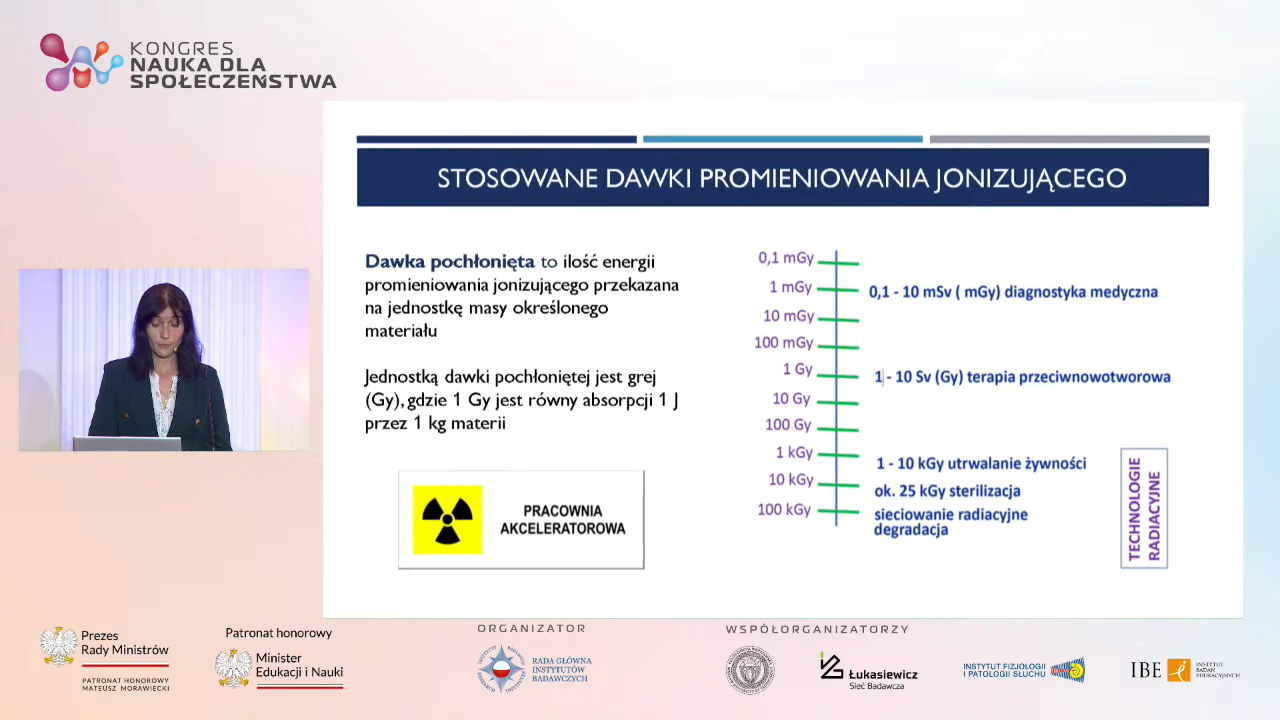 KONGRES
NAUKA DLA
SPOŁECZEŃSTWA
STOSOWANE DAWKI PROMIENIOWANIA JONIZUJĄCEGO
Dawka pochłonięta to ilość energii
promieniowania jonizującego przekazana
na jednostkę masy określonego
materiału
Jednostką dawki pochłoniętej jest grej
(Gy), gdzie 1 Gy jest równy absorpcji 1 J
przez 1 kg materii
PRACOWNIA
AKCELERATOROWA
0,1 mGy
1 mGy
10 mGy
100 mGy
1 Gy
10 Gy
100 Gy
1 kGy
10 kGy
100 kGy
0,1 - 10 mSv ( mGy) diagnostyka medyczna
1 - 10 Sv (Gy) terapia przeciwnowotworowa
1 - 10 kGy utrwalanie żywności
ok. 25 kGy sterilizacja
sieciowanie radiacyjne
degradacja
TECHNOLOGIE
RADIACYJNE
Prezes
Rady Ministrów
PATRONAT HONOROWY
MATEUSZ MORAWIECKI
Patronat honorowy
Minister
Edukacji i Nauki
ORGANIZATOR
RADA GŁÓWNA
INSTYTUTÓW
BADAWCZYCH
WSPÓŁORGANIZATORZY
Łukasiewicz
Sieć Badawcza
INSTYTUT FIZJOLOGII
I PATOLOGII SŁUCHU
IBE
INSTYTUT
BADAŃ
EDUKACYJNYCH